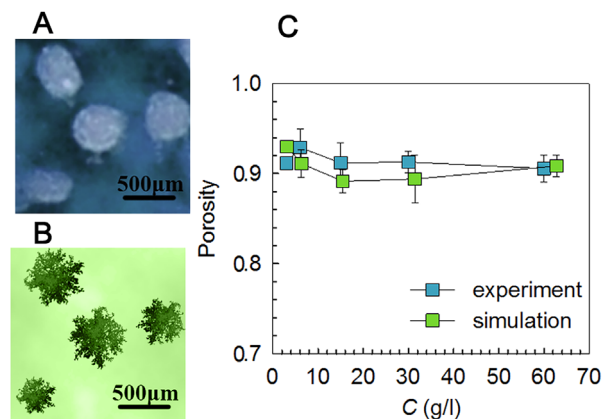 A
500µm
B
500µm
C
Porosity
1.0
0.9
0.9
0.7
experiment
simulation
0 10 20 30 40 50 60 70
C (g/l)